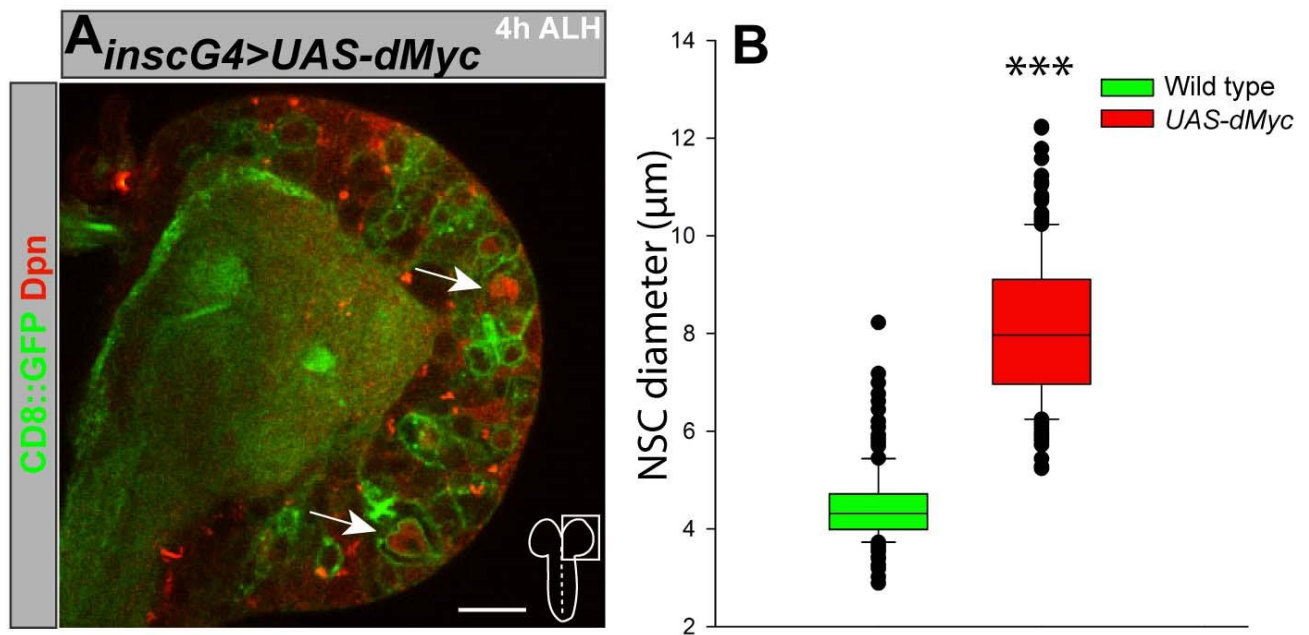 A
4h ALH
inscG4>UAS-dMyc
CD8::GFP Dpn
B
***
Wild type
UAS-dMyc
NSC diameter (µm)
14
12
10
8
6
4
2